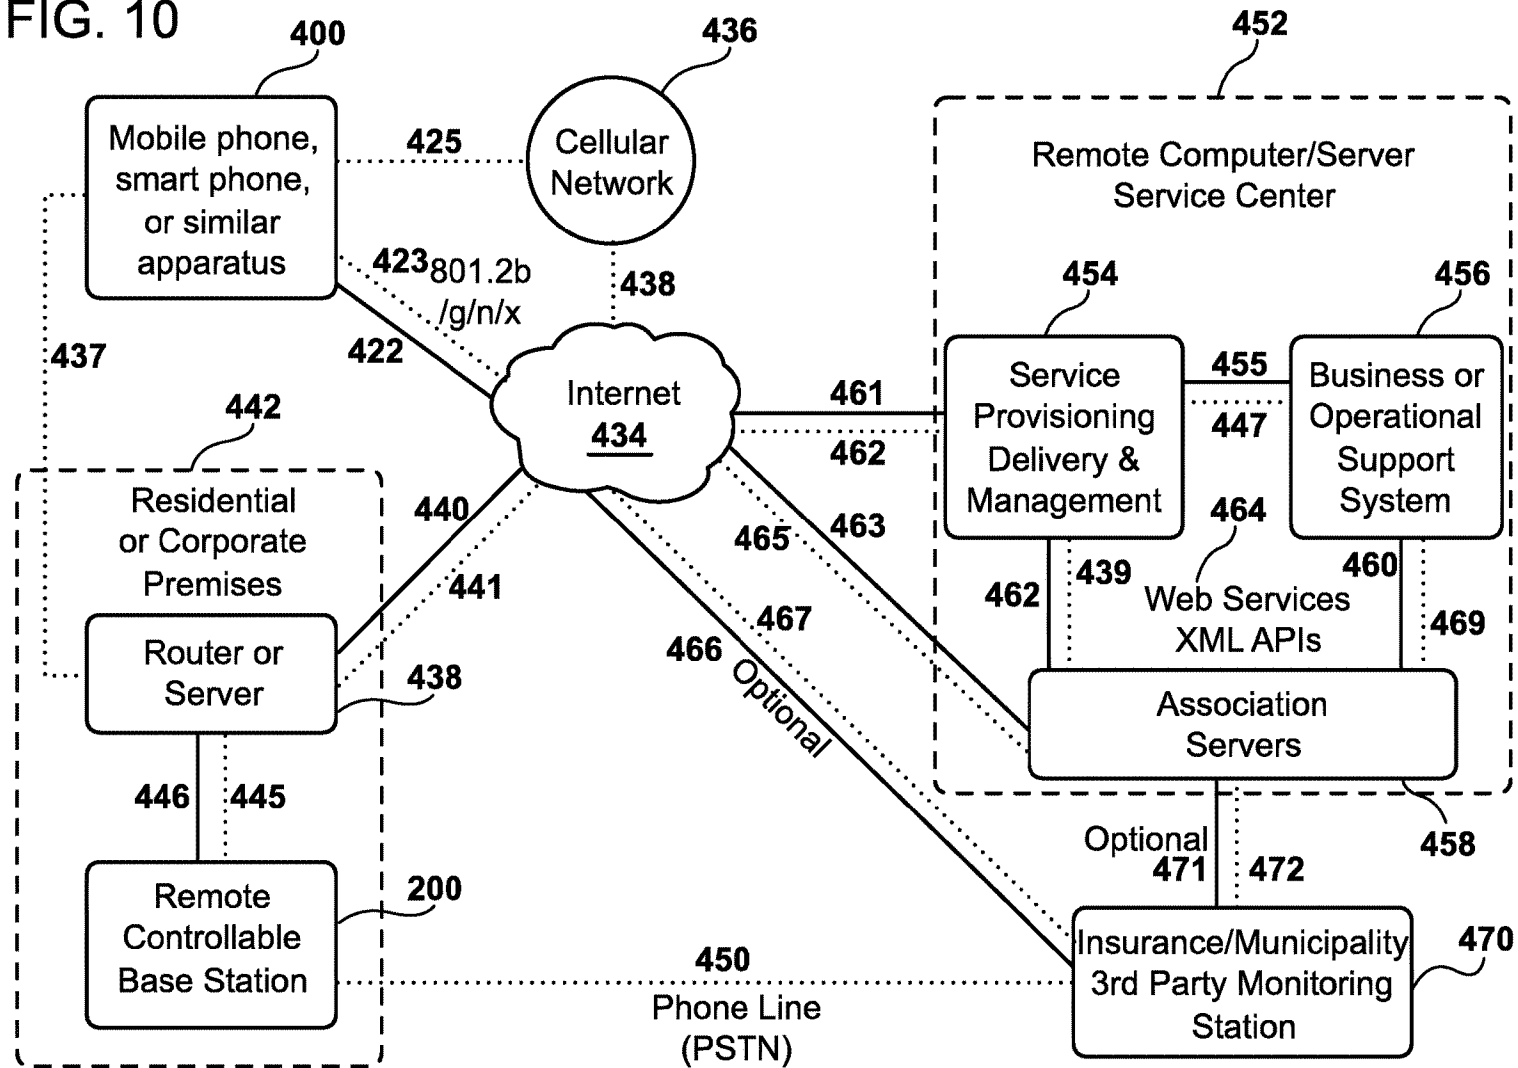 FIG. 10
400
Mobile phone,
smart phone,
or similar
apparatus
425
436
Cellular
Network
438
423
801.2b
/g/n/x
422
437
Internet
434
442
Residential
or Corporate
Premises
440
441
Router or
Server
438
446
445
Remote
Controllable
Base Station
200
450
Phone Line
(PSTN)
452
Remote Computer/Server
Service Center
454
Service
Provisioning
Delivery &
Management
456
Business or
Operational
Support
System
455
447
461
462
463
465
467
466
Optional
462
439
464
Web Services
XML APIs
460
469
Association
Servers
458
Optional
471
472
Insurance/Municipality
3rd Party Monitoring
Station
470